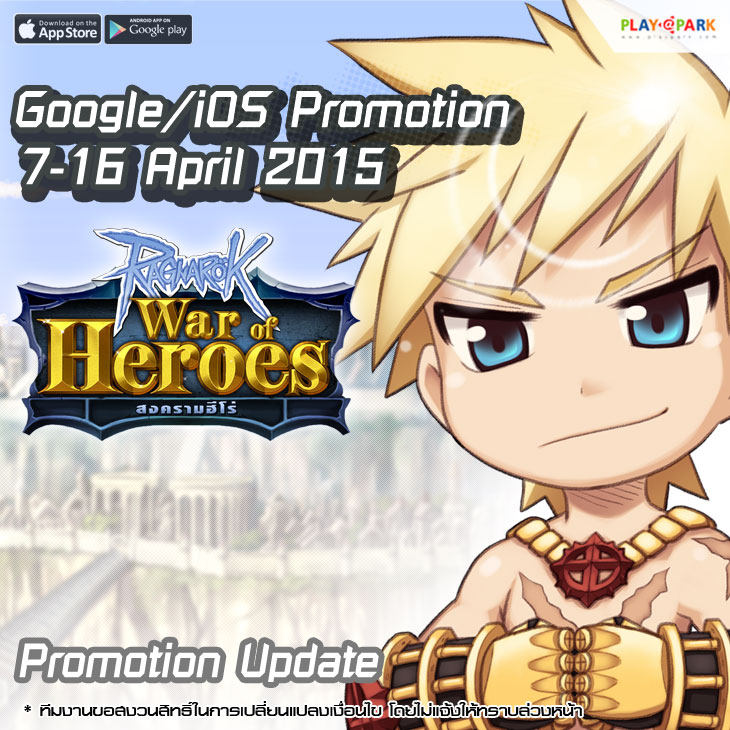 Download on the
App Store
ANDROID APP ON
Google play
PLAY@PARK
www.playpark.com
Google/iOS Promotion
7-16 April 2015
RAGNARÖK
War of
Heroes
สงครามฮีโร่
Promotion Update
* ทีมงานขอสงวนสิทธิ์ในการเปลี่ยนแปลงเงื่อนไข โดยไม่แจ้งให้ทราบล่วงหน้า